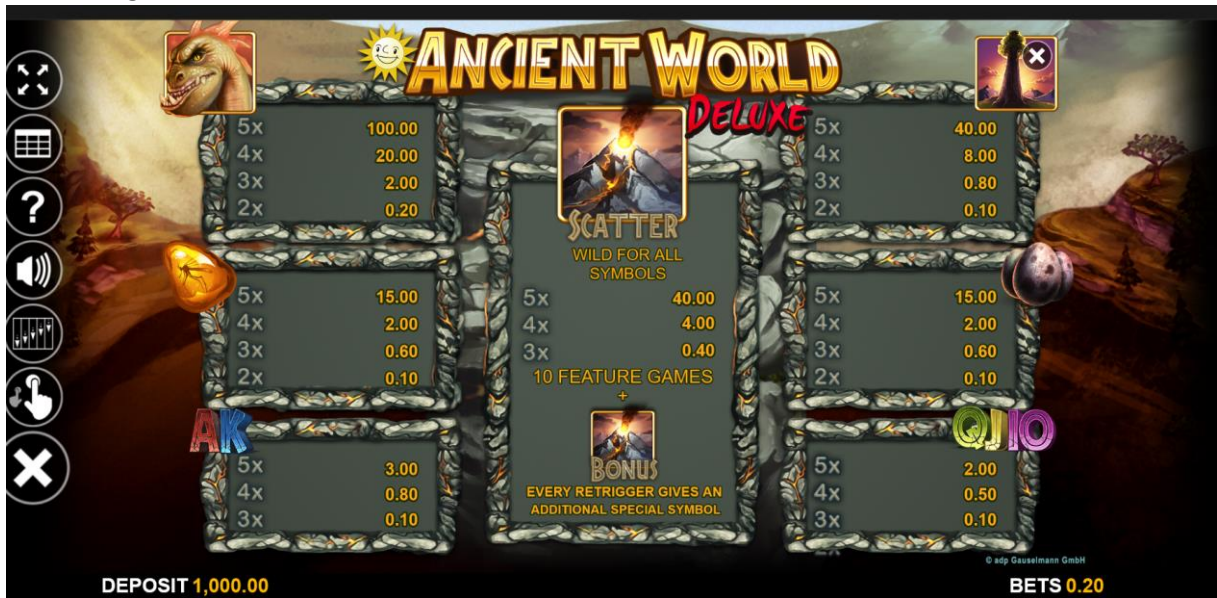 ANCIENT WORLD
DELUXE
5x 100.00
4x 20.00
3x 2.00
2x 0.20
5x 15.00
4x 2.00
3x 0.60
2x 0.10
AK
5x 3.00
4x 0.80
3x 0.10
SCATTER
WILD FOR ALL
SYMBOLS
5x 40.00
4x 4.00
3x 0.40
10 FEATURE GAMES
+
BONUS
EVERY RETRIGGER GIVES AN
ADDITIONAL SPECIAL SYMBOL
5x 40.00
4x 8.00
3x 0.80
2x 0.10
5x 15.00
4x 2.00
3x 0.60
2x 0.10
QJ10
5x 2.00
4x 0.50
3x 0.10
© adp Gauselmann GmbH
DEPOSIT 1,000.00
BETS 0.20
?